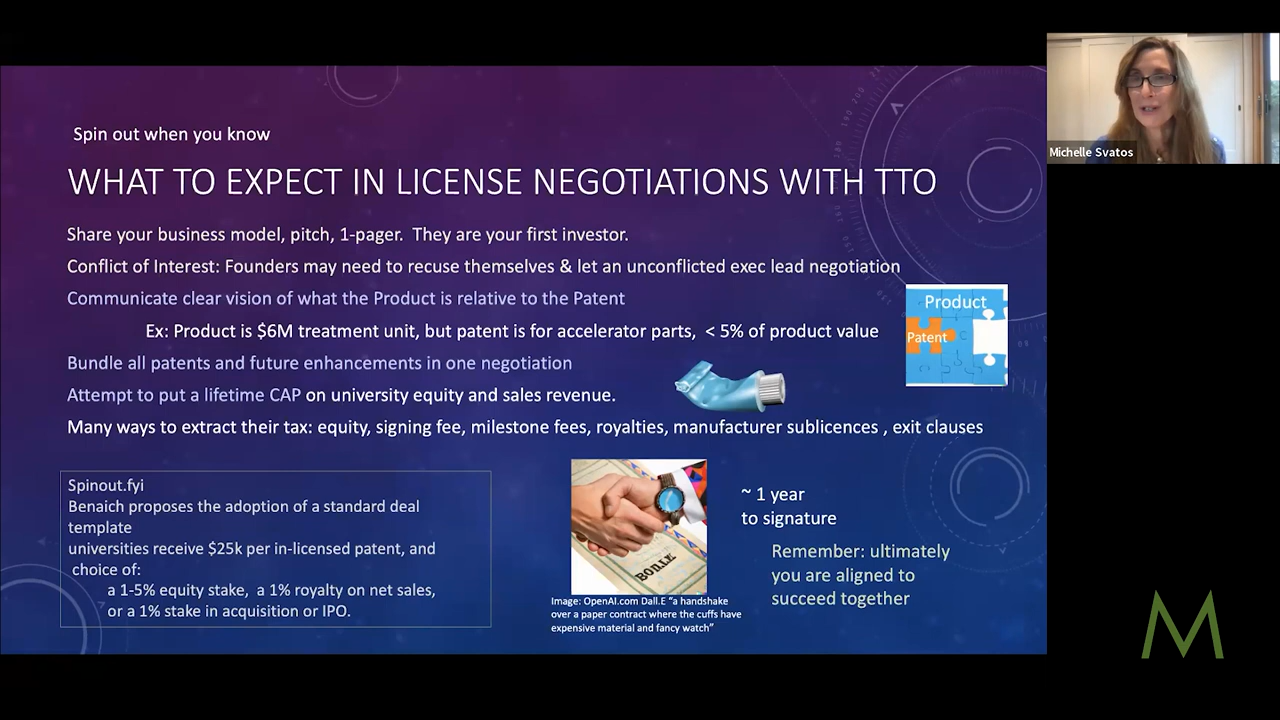 Spin out when you know
WHAT TO EXPECT IN LICENSE NEGOTIATIONS WITH TTO
Share your business model, pitch, 1-pager. They are your first investor.
Conflict of Interest: Founders may need to recuse themselves & let an unconflicted exec lead negotiation
Communicate clear vision of what the Product is relative to the Patent
Ex: Product is $6M treatment unit, but patent is for accelerator parts, < 5% of product value
Bundle all patents and future enhancements in one negotiation
Attempt to put a lifetime CAP on university equity and sales revenue.
Many ways to extract their tax: equity, signing fee, milestone fees, royalties, manufacturer sublicences , exit clauses
Product
Patent
Spinout.fyi
Benaich proposes the adoption of a standard deal
template
universities receive $25k per in-licensed patent, and
choice of:
a 1-5% equity stake, a 1% royalty on net sales,
or a 1% stake in acquisition or IPO.
Image: OpenAI.com Dall.E “a handshake
over a paper contract where the cuffs have
expensive material and fancy watch”
~ 1 year
to signature
Remember: ultimately
you are aligned to
succeed together
Michelle Svatos
M